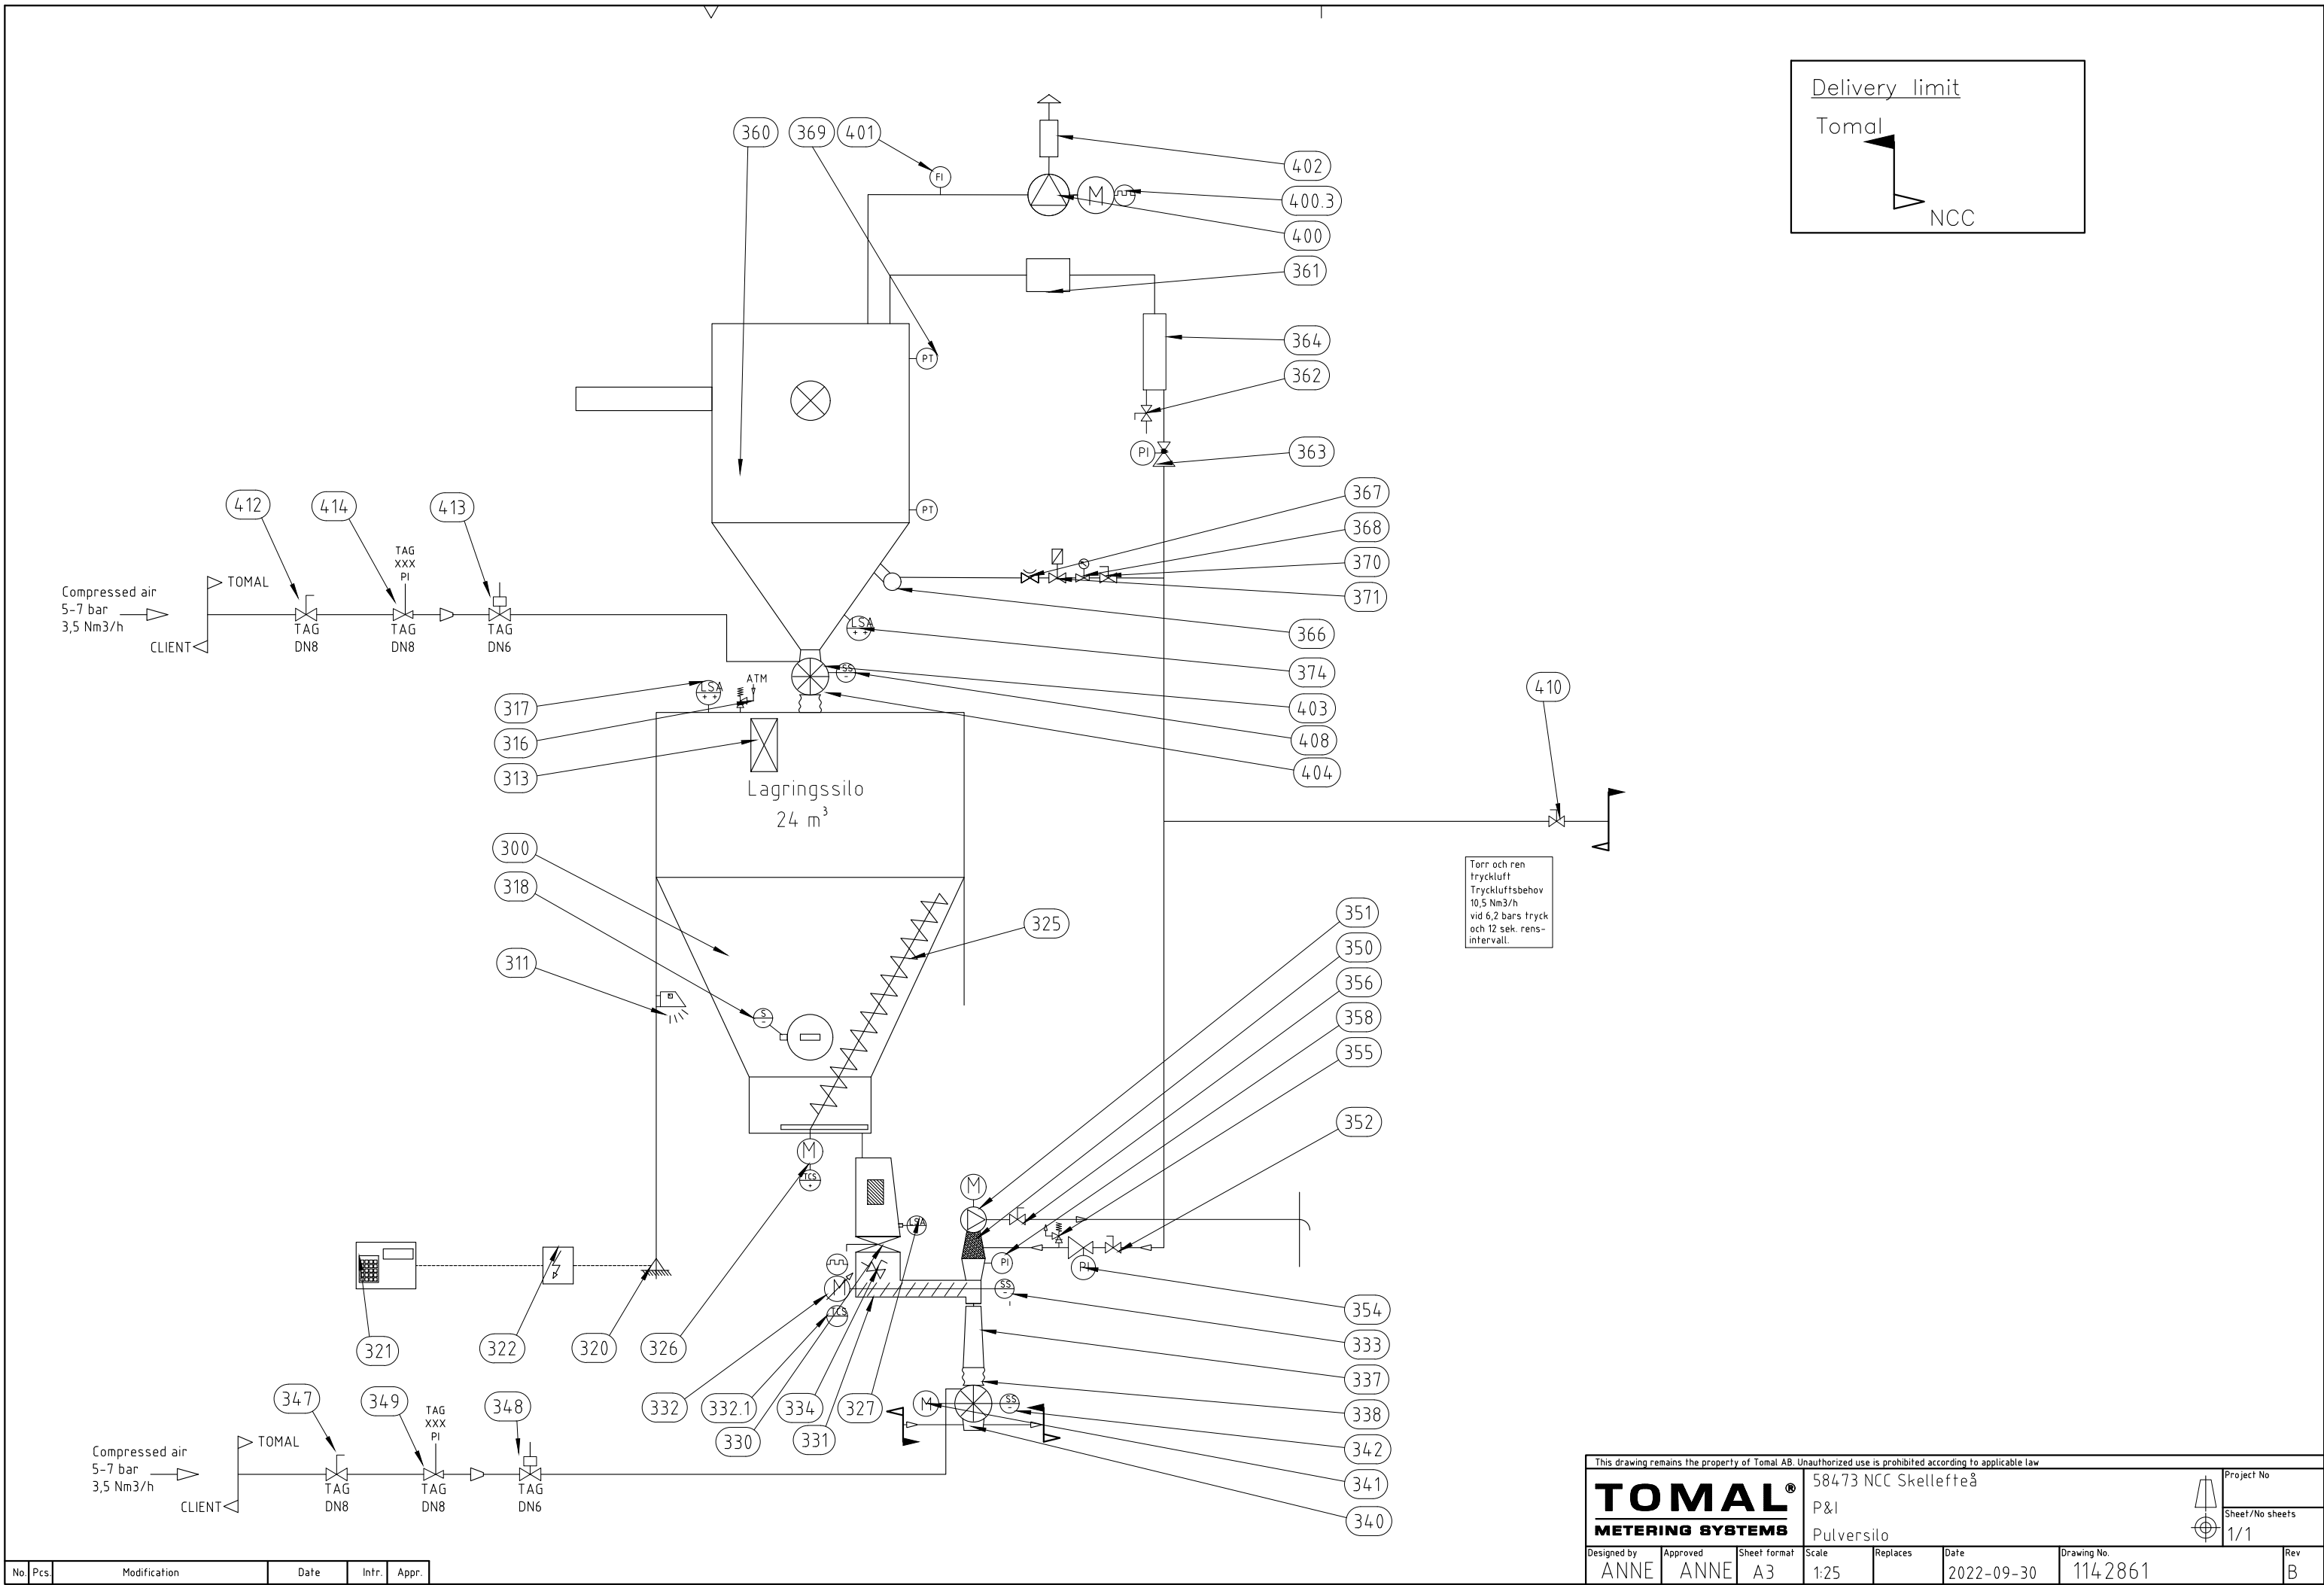 Delivery limit
Tomal
NCC
360
369
401
FI
M
402
400.3
400
361
364
362
363
PT
PI
PT
367
368
370
371
366
374
403
408
404
412
414
413
TAG
XXX
PI
Compressed air
5-7 bar
3,5 Nm3/h
TOMAL
CLIENT
TAG
DN8
TAG
DN8
TAG
DN6
LSA
+ +
SS
-
LSA
+ +
ATM
317
316
313
Lagringssilo
24 m³
410
Torr och ren
tryckluft
Tryckluftsbehov
10,5 Nm3/h
vid 6,2 bars tryck
och 12 sek. rens-
intervall.
300
318
311
325
S
-
351
350
356
358
355
352
M
TCS
+
M
LSA
PI
PI
M
TCS
SS
-
354
333
337
338
342
341
340
321
322
320
326
332
332.1
330
334
331
327
M
SS
-
347
349
348
TAG
XXX
PI
Compressed air
5-7 bar
3,5 Nm3/h
TOMAL
CLIENT
TAG
DN8
TAG
DN8
TAG
DN6
This drawing remains the property of Tomal AB. Unauthorized use is prohibited according to applicable law
TOMAL®
METERING SYSTEMS
58473 NCC Skellefteå
P&I
Pulversilo
Project No
Sheet/No sheets
1/1
Designed by
ANNE
Approved
ANNE
Sheet format
A3
Scale
1:25
Replaces
Date
2022-09-30
Drawing No.
1142861
Rev
B
No. Pcs. Modification Date Intr. Appr.